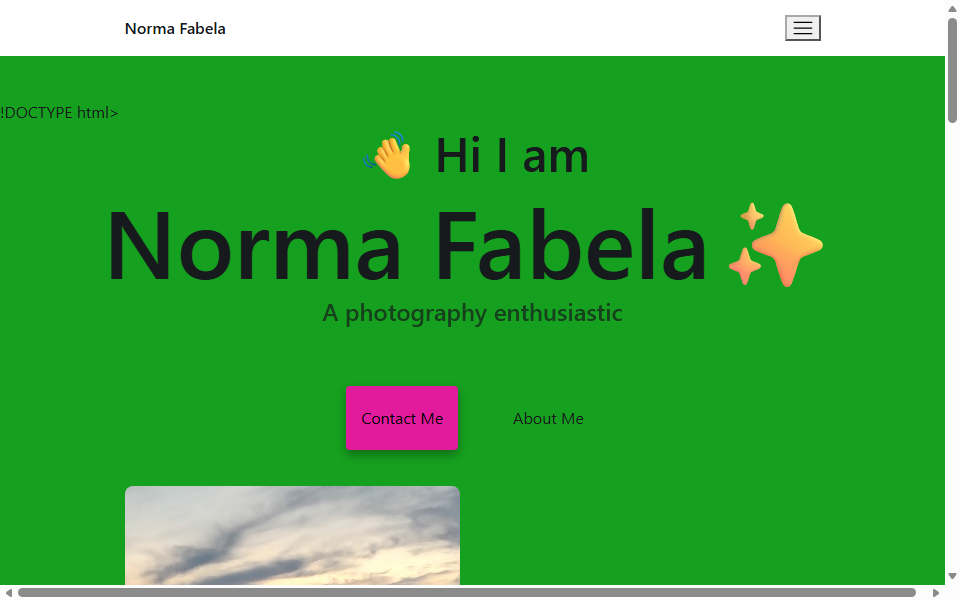 Norma Fabela
!DOCTYPE html>
👋 Hi I am
Norma Fabela ✨
A photography enthusiastic
Contact Me
About Me